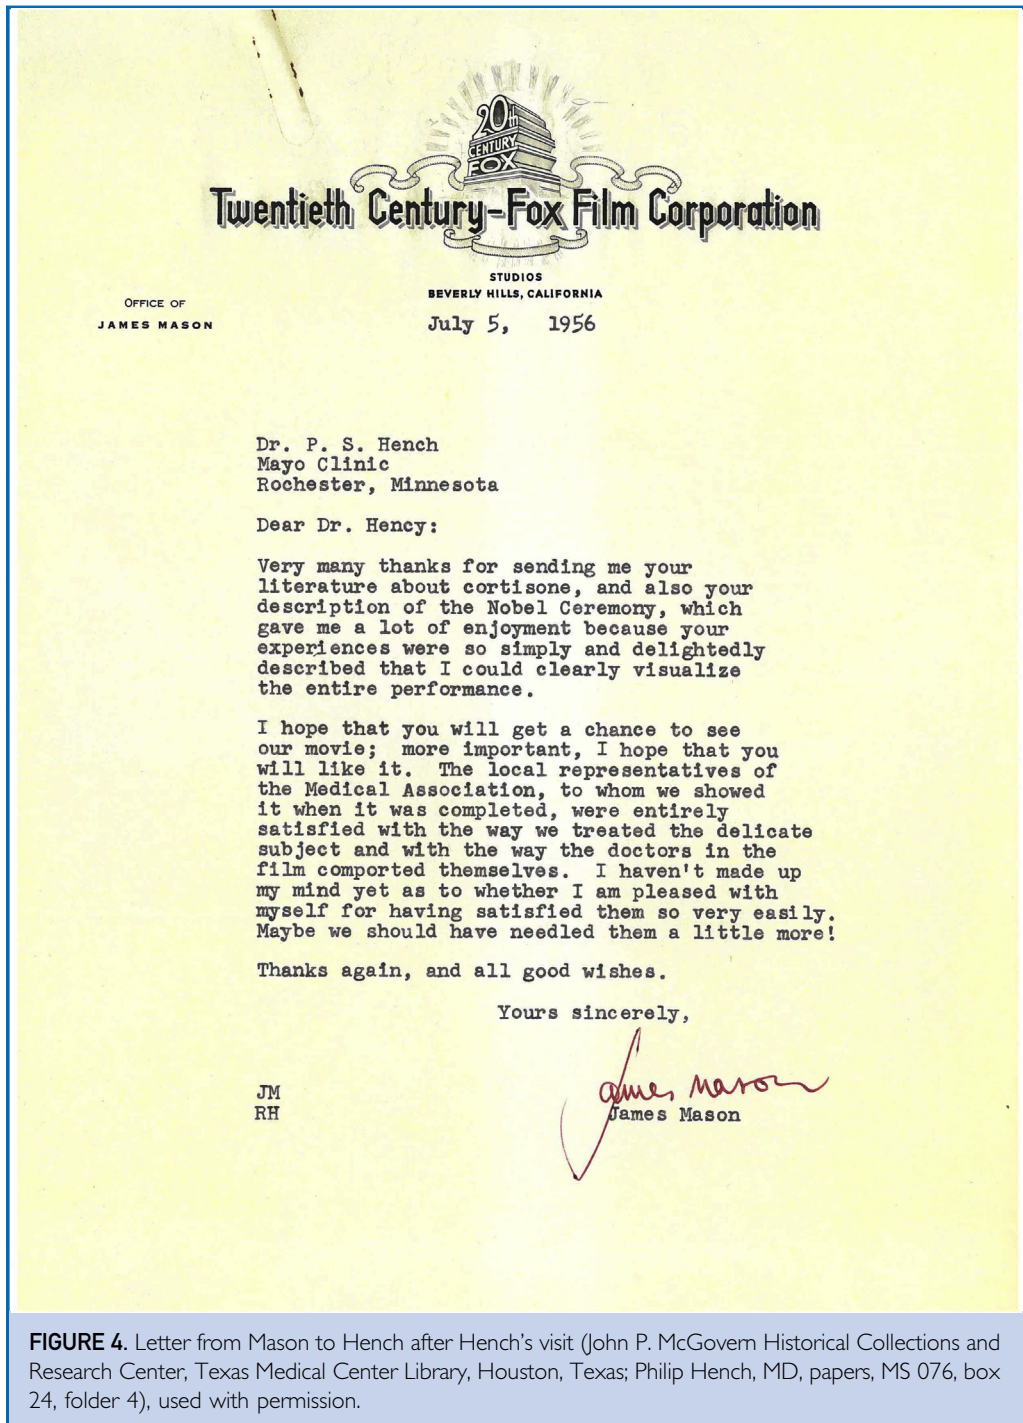 20th
CENTURY
FOX
Twentieth Century-Fox Film Corporation
STUDIOS
BEVERLY HILLS, CALIFORNIA
OFFICE OF
JAMES MASON
July 5, 1956
Dr. P. S. Hench
Mayo Clinic
Rochester, Minnesota
Dear Dr. Hency:
Very many thanks for sending me your
literature about cortisone, and also your
description of the Nobel Ceremony, which
gave me a lot of enjoyment because your
experiences were so simply and delightedly
described that I could clearly visualize
the entire performance.
I hope that you will get a chance to see
our movie; more important, I hope that you
will like it. The local representatives of
the Medical Association, to whom we showed
it when it was completed, were entirely
satisfied with the way we treated the delicate
subject and with the way the doctors in the
film comported themselves. I haven't made up
my mind yet as to whether I am pleased with
myself for having satisfied them so very easily.
Maybe we should have needled them a little more!
Thanks again, and all good wishes.
Yours sincerely,
James Mason
James Mason
JM
RH
FIGURE 4. Letter from Mason to Hench after Hench's visit (John P. McGovern Historical Collections and
Research Center, Texas Medical Center Library, Houston, Texas; Philip Hench, MD, papers, MS 076, box
24, folder 4), used with permission.